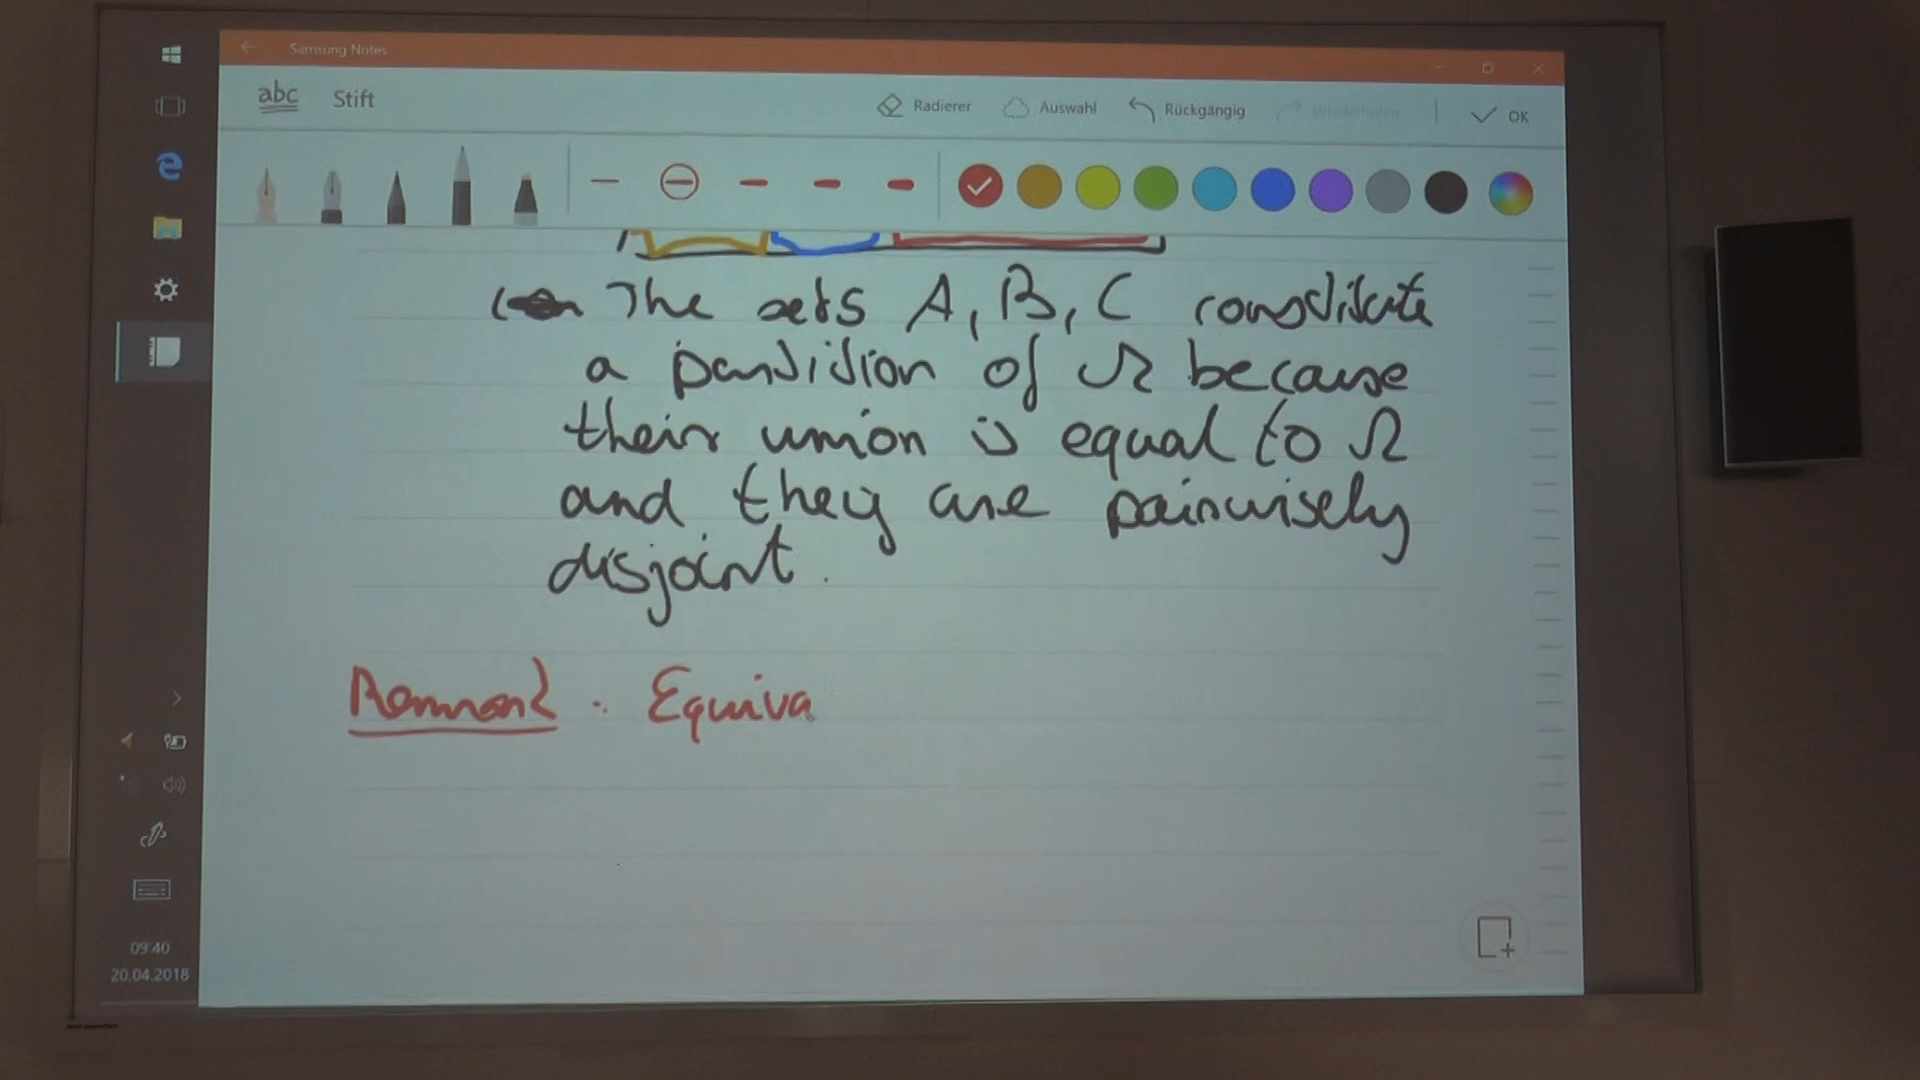 Samsung Notes
abc Stift Radierer Auswahl Rückgängig Wiederholen OK
The sets A, B, C constitute
a partition of Ω because
their union is equal to Ω
and they are pairwisely
disjoint.
Remark: Equiva
09:40
20.04.2018